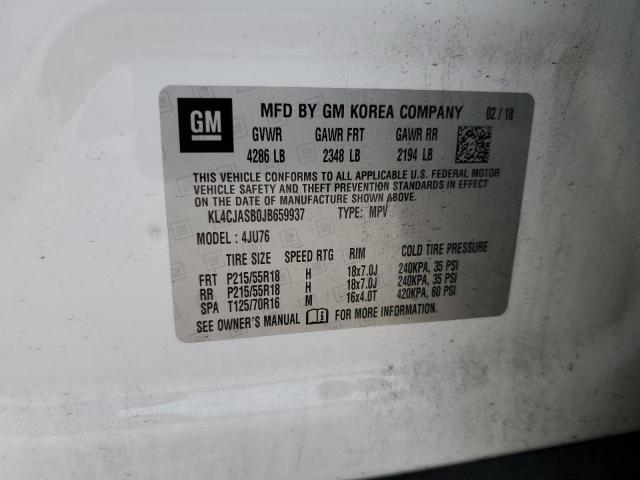 GM MFD BY GM KOREA COMPANY 02 / 18
GVWR GAWR FRT GAWR RR
4286 LB 2348 LB 2194 LB
THIS VEHICLE CONFORMS TO ALL APPLICABLE U.S. FEDERAL MOTOR
VEHICLE SAFETY AND THEFT PREVENTION STANDARDS IN EFFECT
ON THE DATE OF MANUFACTURE SHOWN ABOVE.
KL4CJASB0JB659937 TYPE: MPV
MODEL : 4JU76
TIRE SIZE SPEED RTG RIM COLD TIRE PRESSURE
FRT P215/55R18 H 18x7.0J 240KPA, 35 PSI
RR P215/55R18 H 18x7.0J 240KPA, 35 PSI
SPA T125/70R16 M 16x4.0T 420KPA, 60 PSI
SEE OWNER'S MANUAL FOR MORE INFORMATION.